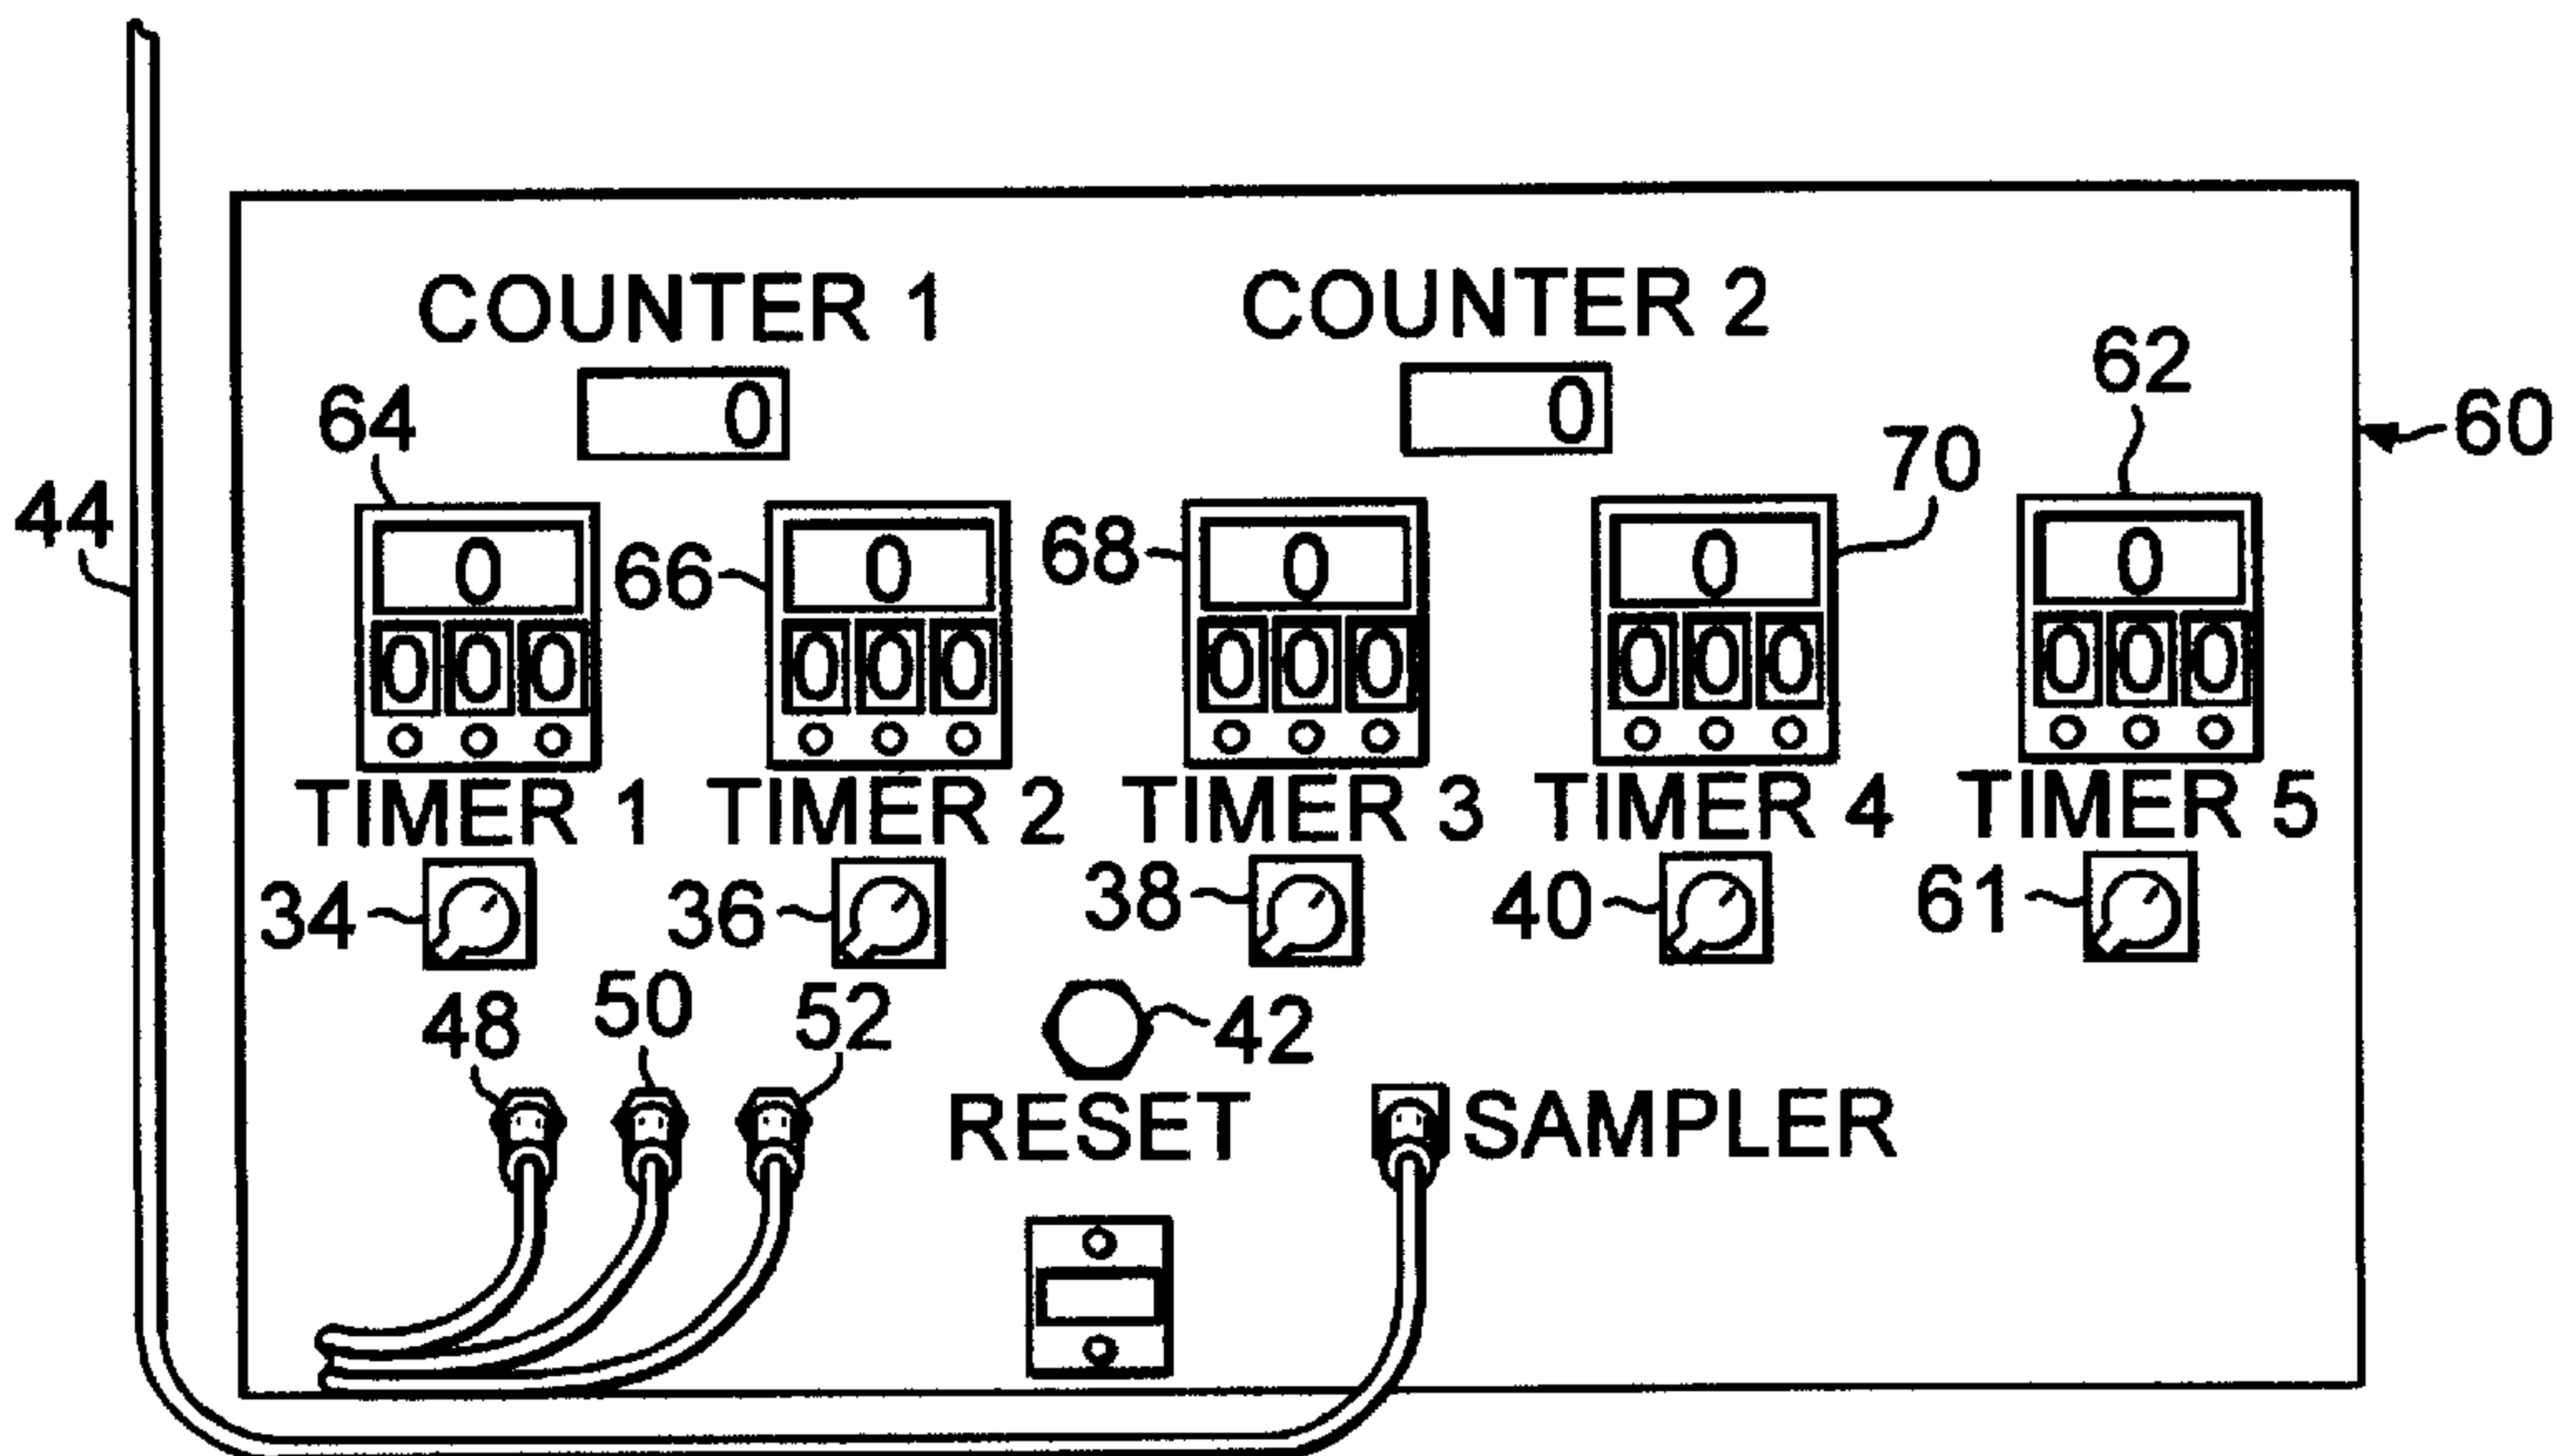 COUNTER 1 COUNTER 2
62
64 0 0 60
70
44 0 66 0 68 0 0 0
000 000 000 000 000
TIMER 1 TIMER 2 TIMER 3 TIMER 4 TIMER 5
34 36 38 40 61
48 50 52 42
RESET SAMPLER